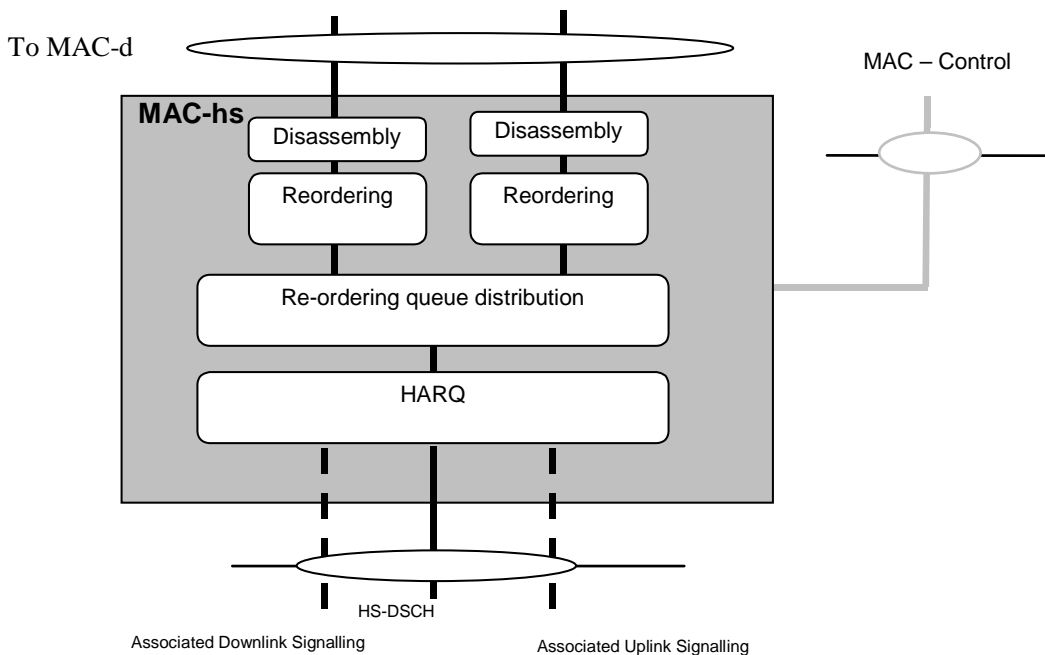 To MAC-d
MAC – Control
MAC-hs
Disassembly
Disassembly
Reordering
Reordering
Re-ordering queue distribution
HARQ
HS-DSCH
Associated Downlink Signalling
Associated Uplink Signalling